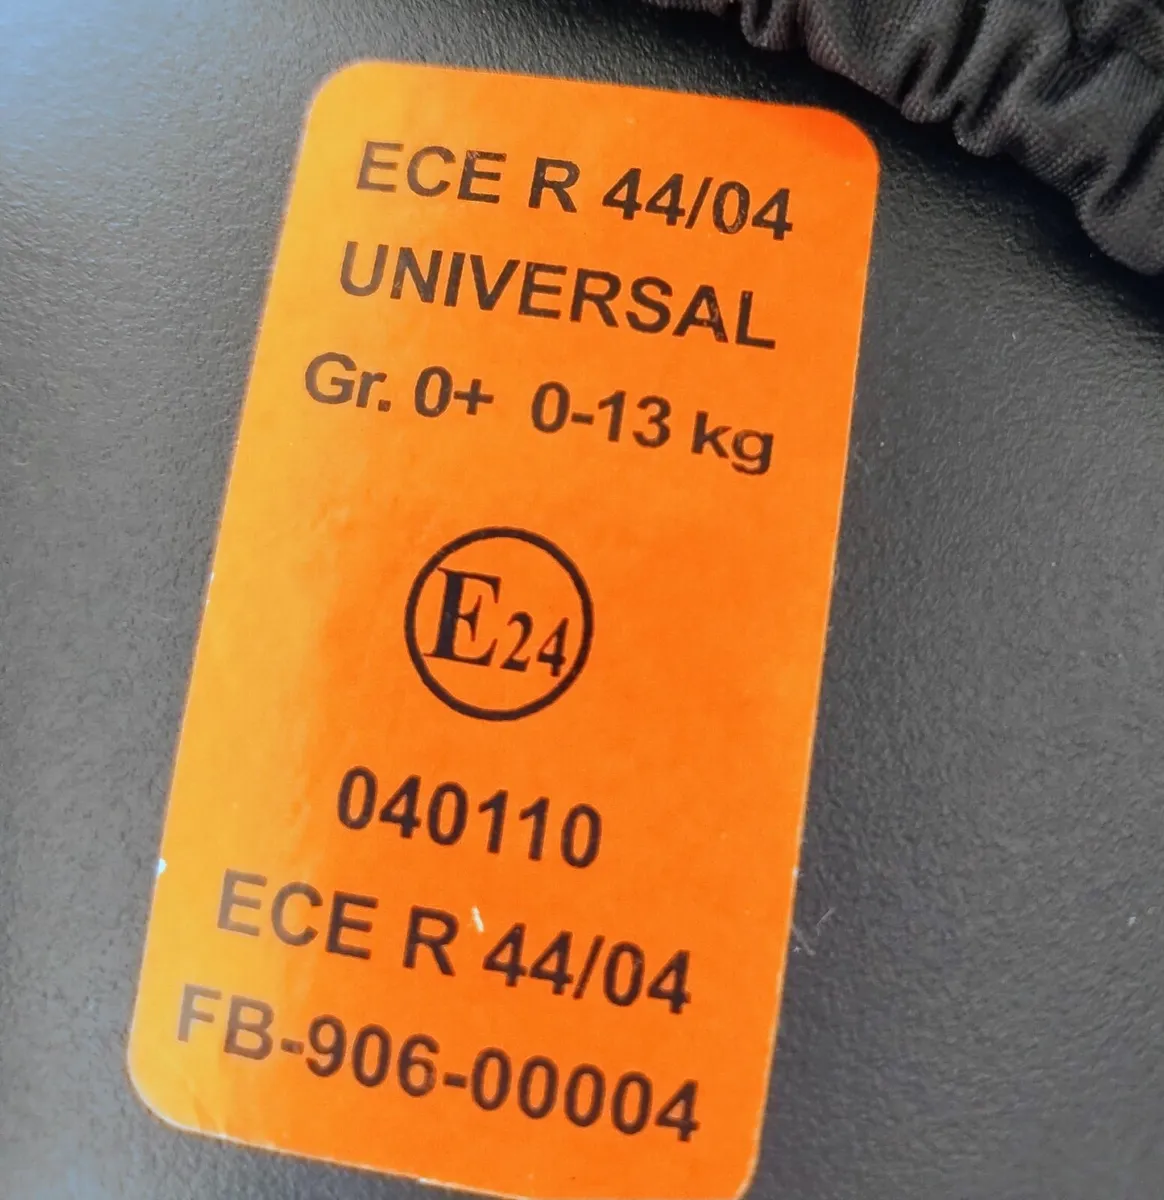 ECE R 44/04
UNIVERSAL
Gr. 0+ 0-13 kg
E24
040110
ECE R 44/04
FB-906-00004